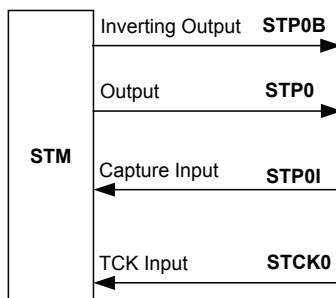 Inverting Output STP0B
Output STP0
STM
Capture Input STP0I
TCK Input STCK0